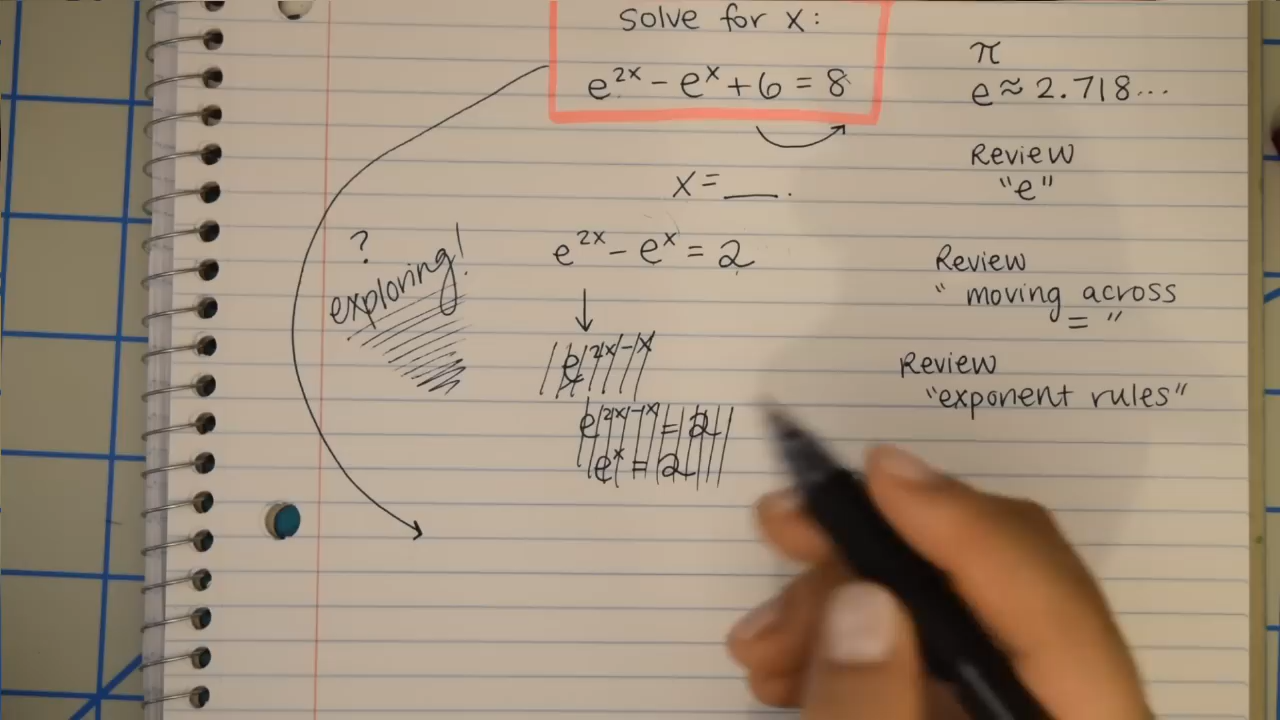 Solve for x:
e^{2x} - e^x + 6 = 8
π
e ≈ 2.718...
Review
"e"
x = ___.
?
exploring!
e^{2x} - e^x = 2
Review
" moving across
= "
e^{2x-x}
Review
"exponent rules"
e^{2x-x} = 2
e^x = 2